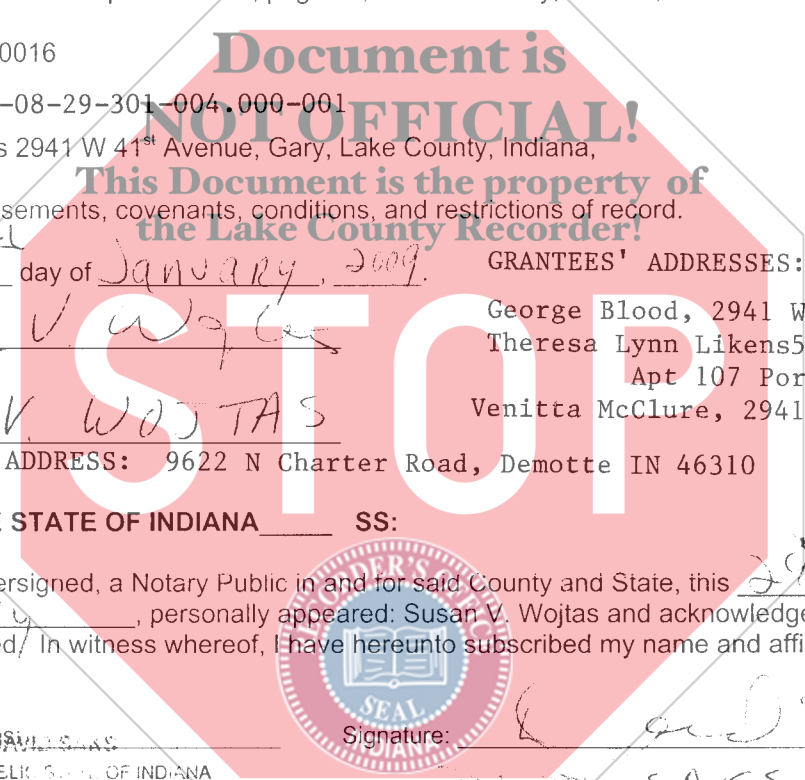 0016
Document is
-08-29-301-004.000-001
NOT OFFICIAL!
s 2941 W 41st Avenue, Gary, Lake County, Indiana,
This Document is the property of
sements, covenants, conditions, and restrictions of record.
the Lake County Recorder!
day of January, 2009.
GRANTEES' ADDRESSES:
George Blood, 2941 W
V Wojtas
Theresa Lynn Likens5
Apt 107 Por
V. WOJTAS
Venitta McClure, 2941
ADDRESS: 9622 N Charter Road, Demotte IN 46310
STOP
STATE OF INDIANA SS:
ersigned, a Notary Public in and for said County and State, this 29
, personally appeared: Susan V. Wojtas and acknowledge
ed/ In witness whereof, I have hereunto subscribed my name and affi
SEAL
INDIANA
Signature:
OF INDIANA